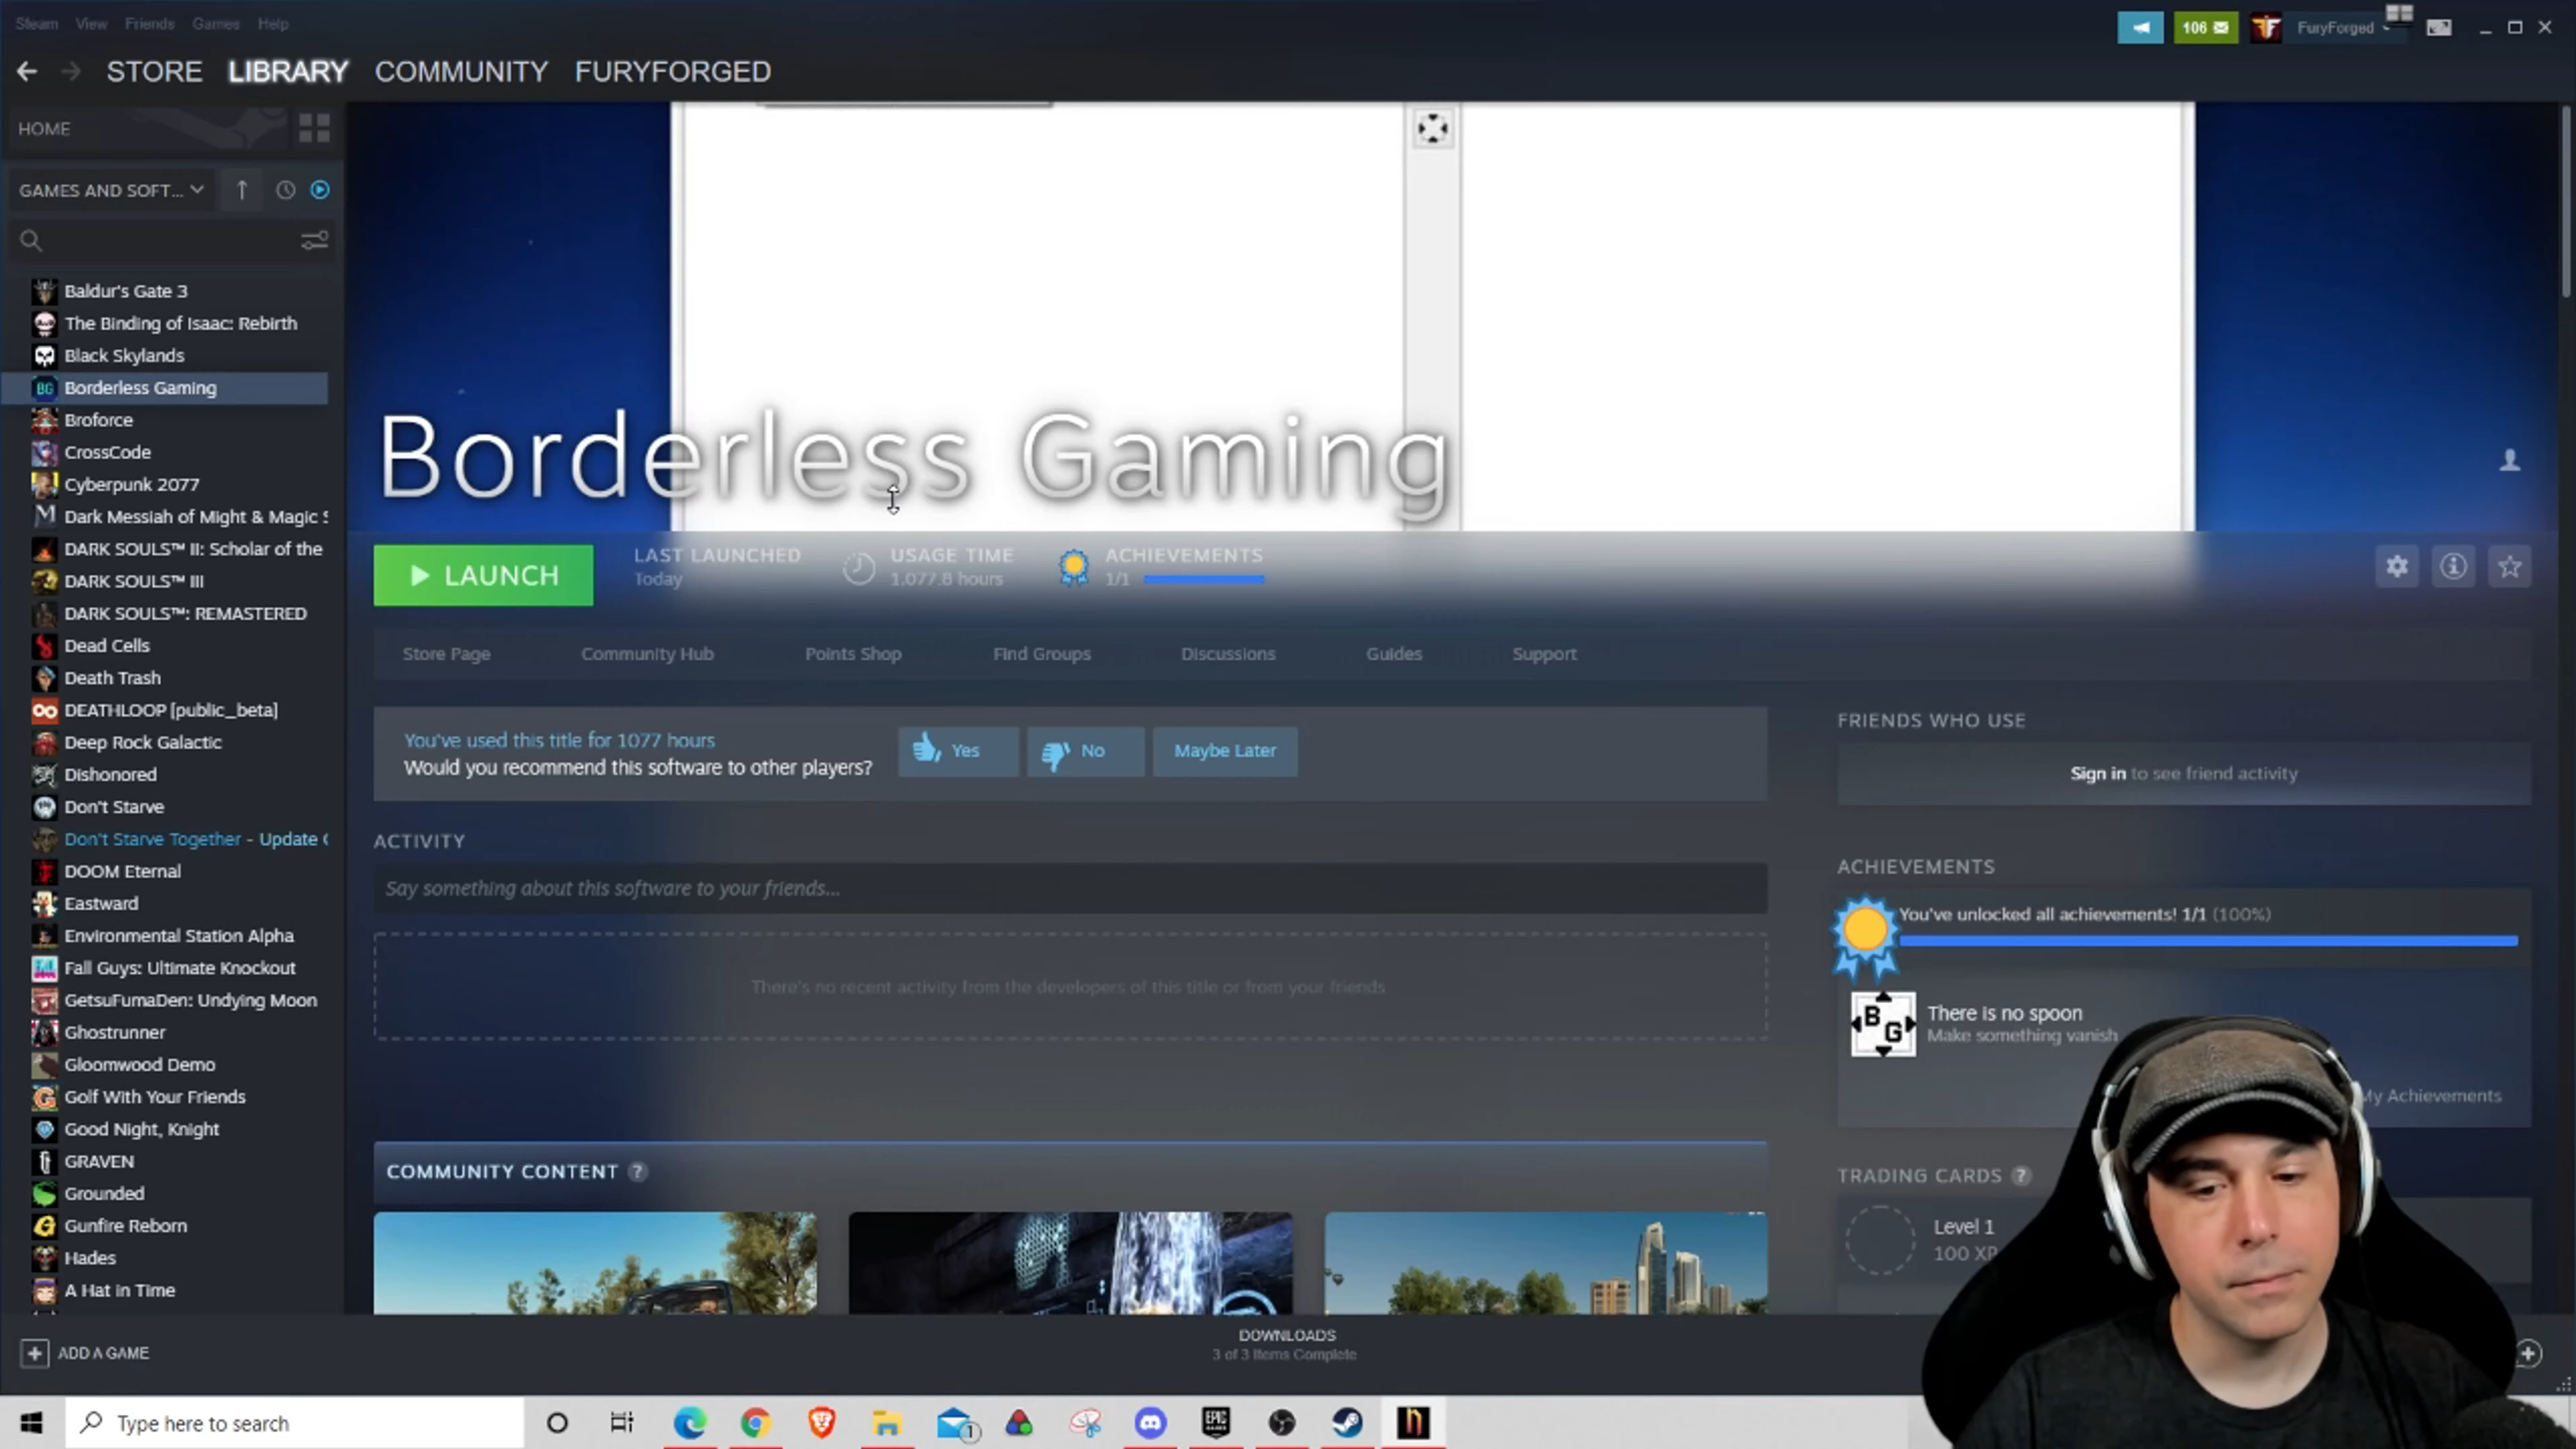 Steam View Friends Games Help
106
FuryForged
STORE LIBRARY COMMUNITY FURYFORGED
HOME
GAMES AND SOFT...
Baldur's Gate 3
The Binding of Isaac: Rebirth
Black Skylands
BG Borderless Gaming
Broforce
CrossCode
Cyberpunk 2077
Dark Messiah of Might & Magic S
DARK SOULS™ II: Scholar of the
DARK SOULS™ III
DARK SOULS™: REMASTERED
Dead Cells
Death Trash
DEATHLOOP [public_beta]
Deep Rock Galactic
Dishonored
Don't Starve
Don't Starve Together - Update
DOOM Eternal
Eastward
Environmental Station Alpha
Fall Guys: Ultimate Knockout
GetsuFumaDen: Undying Moon
Ghostrunner
Gloomwood Demo
Golf With Your Friends
Good Night, Knight
GRAVEN
Grounded
Gunfire Reborn
Hades
A Hat in Time
ADD A GAME
Borderless Gaming
LAUNCH
LAST LAUNCHED
Today
USAGE TIME
1,077.8 hours
ACHIEVEMENTS
1/1
Store Page Community Hub Points Shop Find Groups Discussions Guides Support
You've used this title for 1077 hours
Would you recommend this software to other players?
Yes No Maybe Later
ACTIVITY
Say something about this software to your friends...
There's no recent activity from the developers of this title or from your friends
COMMUNITY CONTENT ?
FRIENDS WHO USE
Sign in to see friend activity
ACHIEVEMENTS
You've unlocked all achievements! 1/1 (100%)
B G
There is no spoon
Make something vanish
My Achievements
TRADING CARDS ?
Level 1
100 XP
DOWNLOADS
3 of 3 Items Complete
Type here to search
1
EPIC GAMES